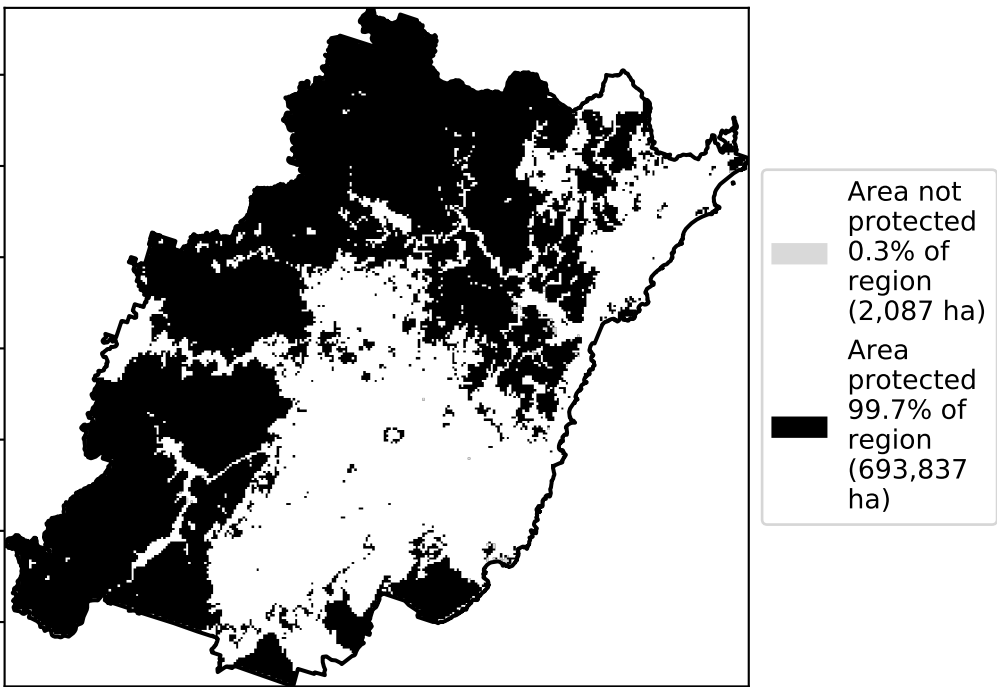 Area not
protected
0.3% of
region
(2,087 ha)
Area
protected
99.7% of
region
(693,837
ha)